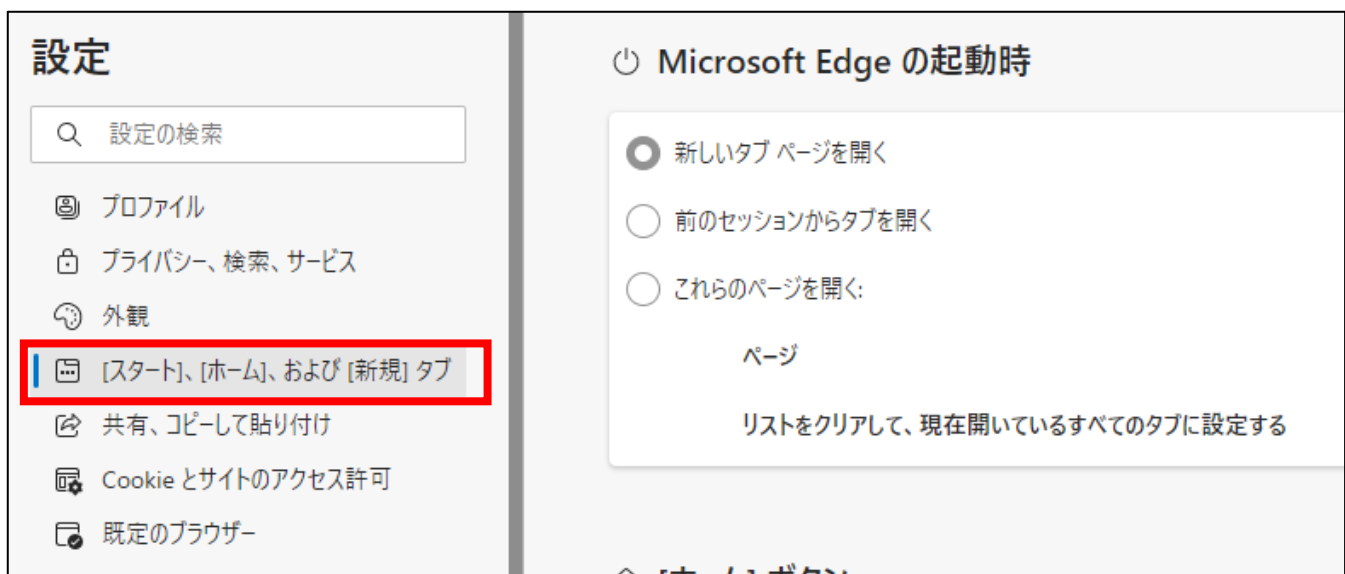 設定
設定の検索
プロファイル
プライバシー、検索、サービス
外観
[スタート]、[ホーム]、および [新規] タブ
共有、コピーして貼り付け
Cookie とサイトのアクセス許可
既定のブラウザー
Microsoft Edge の起動時
新しいタブ ページを開く
前のセッションからタブを開く
これらのページを開く:
ページ
リストをクリアして、現在開いているすべてのタブに設定する
[ホーム] ボタン